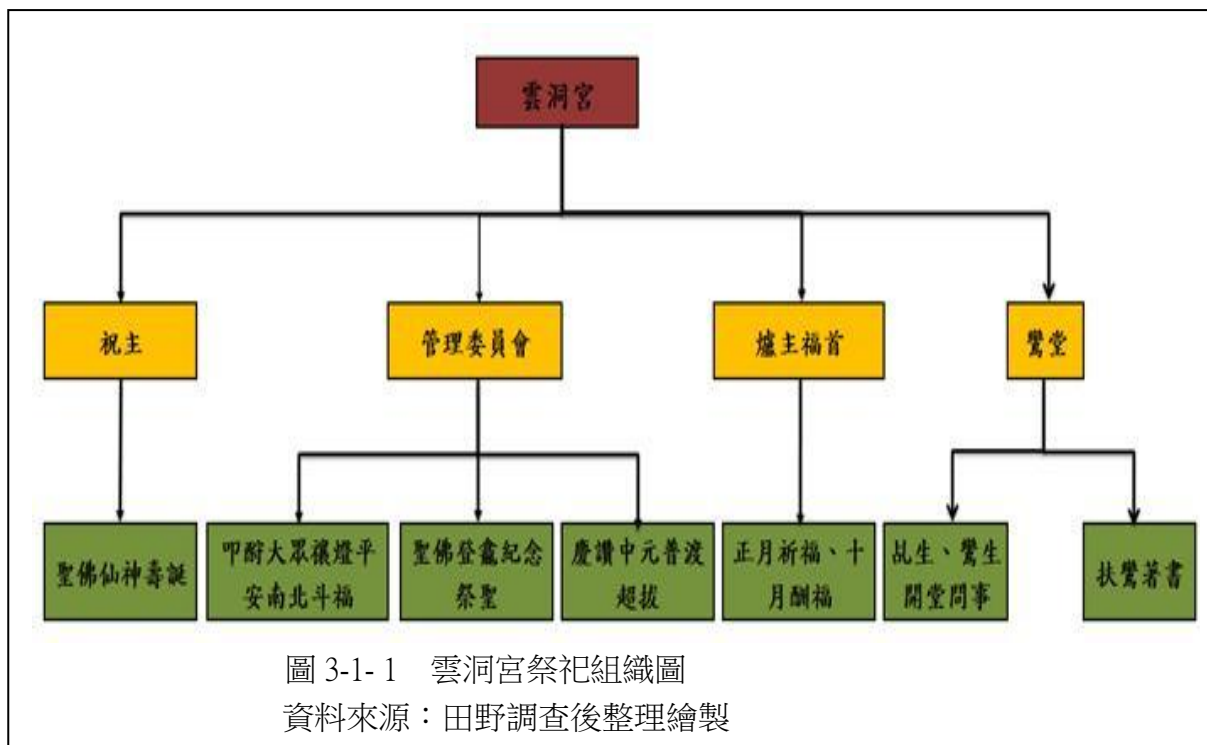 雲洞宮
祝主
管理委員會
爐主福首
鸞堂
聖佛仙神壽誕
叩酧大眾禳燈平
安南北斗福
聖佛登龕紀念
祭聖
慶讚中元普渡
超拔
正月祈福、十
月酬福
乩生、鸞生
開堂問事
扶鸞著書
圖 3-1- 1 雲洞宮祭祀組織圖
資料來源：田野調查後整理繪製